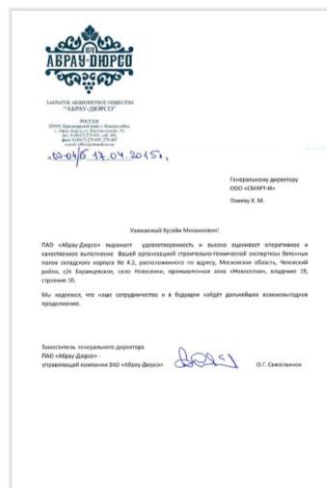 1870
АБРАУ-ДЮРСО
ЗАКРЫТОЕ АКЦИОНЕРНОЕ ОБЩЕСТВО
"АБРАУ-ДЮРСО"
РОССИЯ
17.04.2015г.
Генеральному директору
ООО «СМАРТ-И»
Х. М.
Уважаемый Хусейн Микаилович!
ПАО «Абрау-Дюрсо» выражает удовлетворенность и высоко оценивает оперативное и
качественное выполнение Вашей организацией строительно-технической экспертизы бетонных
полов складского корпуса № 4.2, расположенного по адресу, Московская область, Чеховский
район, с/п Баранцевское, село Новоселки, промышленная зона «Новоселки», владение 19,
строение 10.
Мы надеемся, что наше сотрудничество и в будущем найдёт дальнейшее взаимовыгодное
продолжение.
Заместитель генерального директора
ПАО «Абрау-Дюрсо» -
управляющей компании ЗАО «Абрау-Дюрсо»
О.Г. Севостьянов